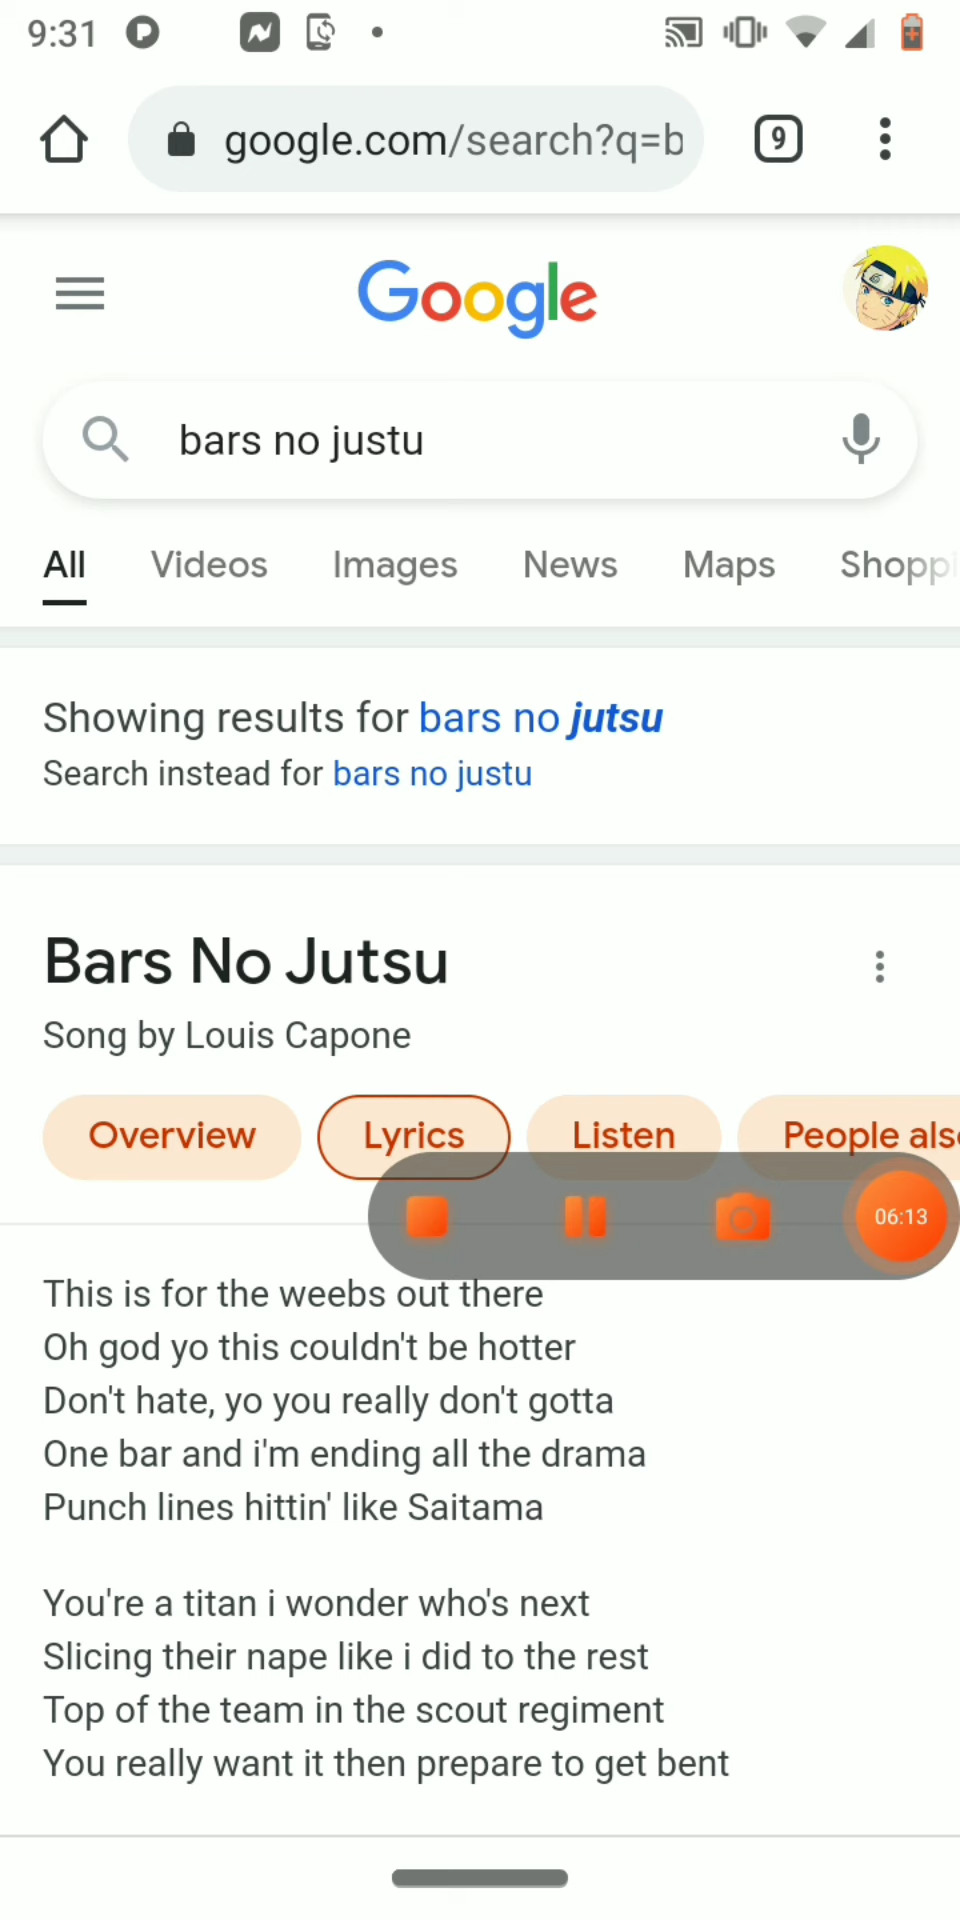 9:31
google.com/search?q=b
9
Google
bars no justu
All Videos Images News Maps Shoppi
Showing results for bars no jutsu
Search instead for bars no justu
Bars No Jutsu
Song by Louis Capone
Overview Lyrics Listen People als
06:13
This is for the weebs out there
Oh god yo this couldn't be hotter
Don't hate, yo you really don't gotta
One bar and i'm ending all the drama
Punch lines hittin' like Saitama
You're a titan i wonder who's next
Slicing their nape like i did to the rest
Top of the team in the scout regiment
You really want it then prepare to get bent